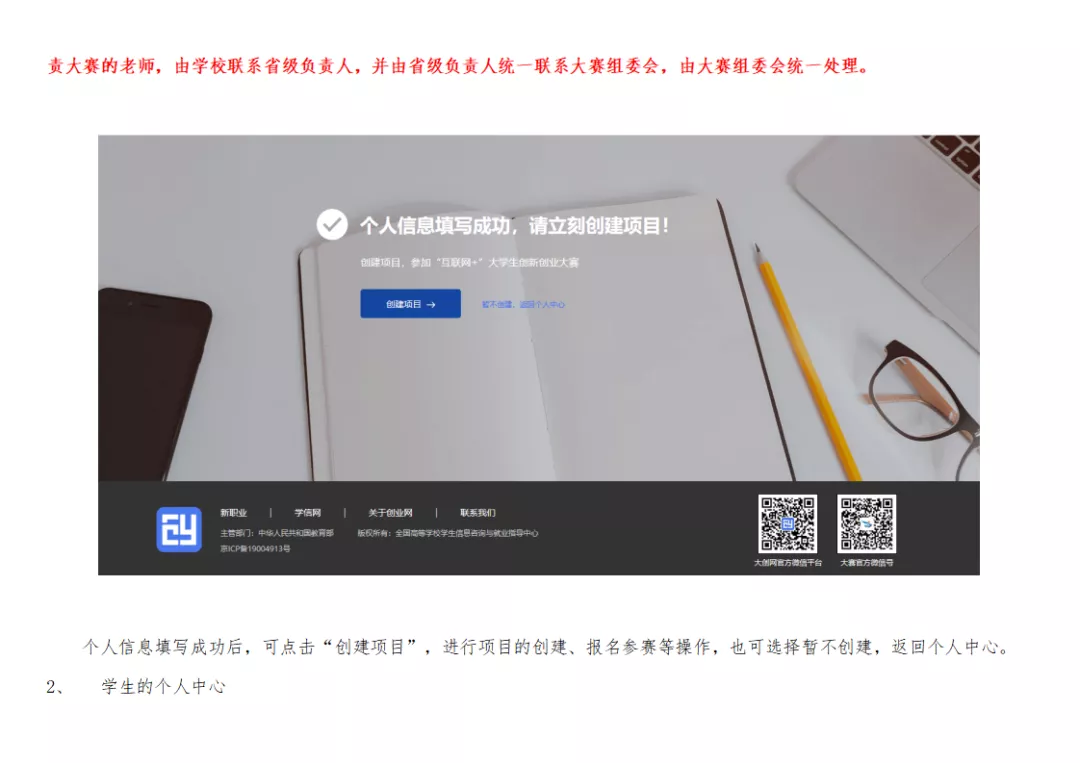 责大赛的老师，由学校联系省级负责人，并由省级负责人统一联系大赛组委会，由大赛组委会统一处理。
个人信息填写成功，请立刻创建项目！
创建项目，参加“互联网+”大学生创新创业大赛
创建项目 → 暂不创建，返回个人中心
新职业 | 学信网 | 关于创业网 | 联系我们
主管部门：中华人民共和国教育部 版权所有：全国高等学校学生信息咨询与就业指导中心
京ICP备19004913号
大创网官方微信平台 大赛官方微信号
个人信息填写成功后，可点击“创建项目”，进行项目的创建、报名参赛等操作，也可选择暂不创建，返回个人中心。
2、 学生的个人中心